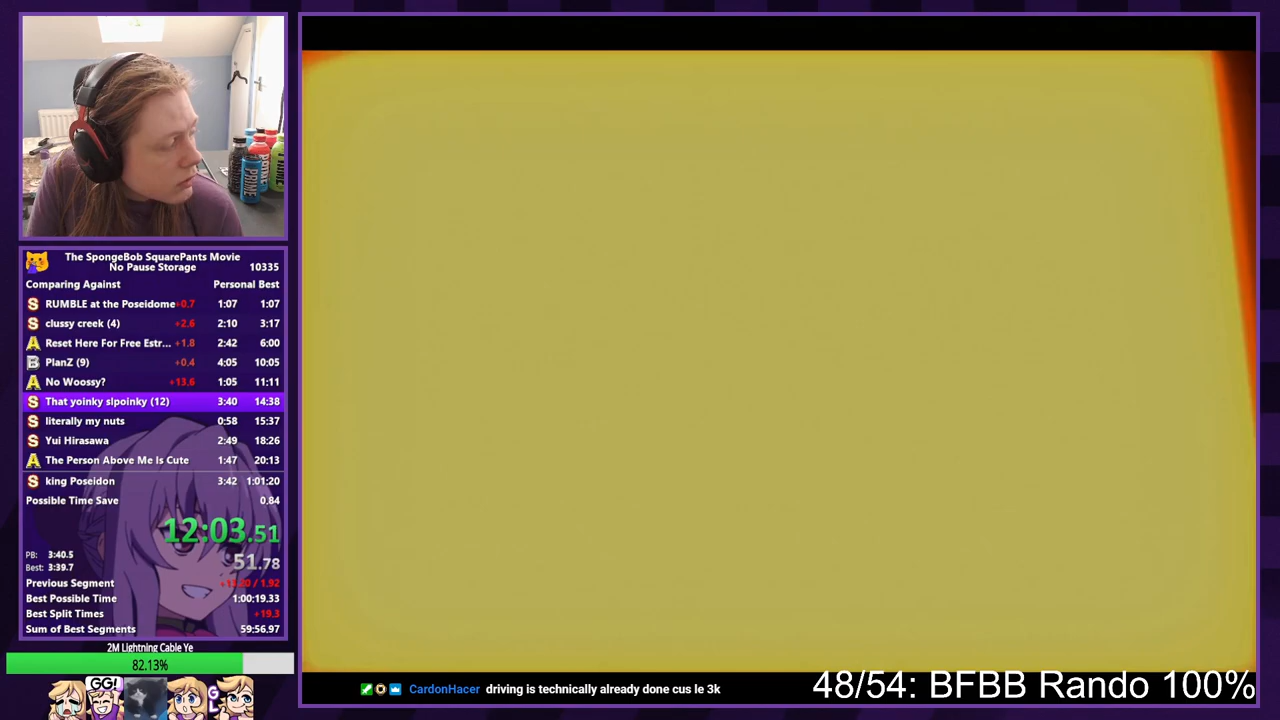 The SpongeBob SquarePants Movie
No Pause Storage 10335
Comparing Against Personal Best
S RUMBLE at the Poseidome +0.7 1:07 1:07
S clussy creek (4) +2.6 2:10 3:17
A Reset Here For Free Estr... +1.8 2:42 6:00
B PlanZ (9) +0.4 4:05 10:05
A No Woossy? +13.6 1:05 11:11
S That yoinky slpoinky (12) 3:40 14:38
S literally my nuts 0:58 15:37
S Yui Hirasawa 2:49 18:26
A The Person Above Me Is Cute 1:47 20:13
S king Poseidon 3:42 1:01:20
Possible Time Save 0.84
12:03.51
PB: 3:40.5
Best: 3:39.7
51.78
Previous Segment +13.20 / 1.92
Best Possible Time 1:00:19.33
Best Split Times +19.3
Sum of Best Segments 59:56.97
2M Lightning Cable Ye
82.13%
GG!
G
L
PRIME
CardonHacer driving is technically already done cus le 3k
48/54: BFBB Rando 100%